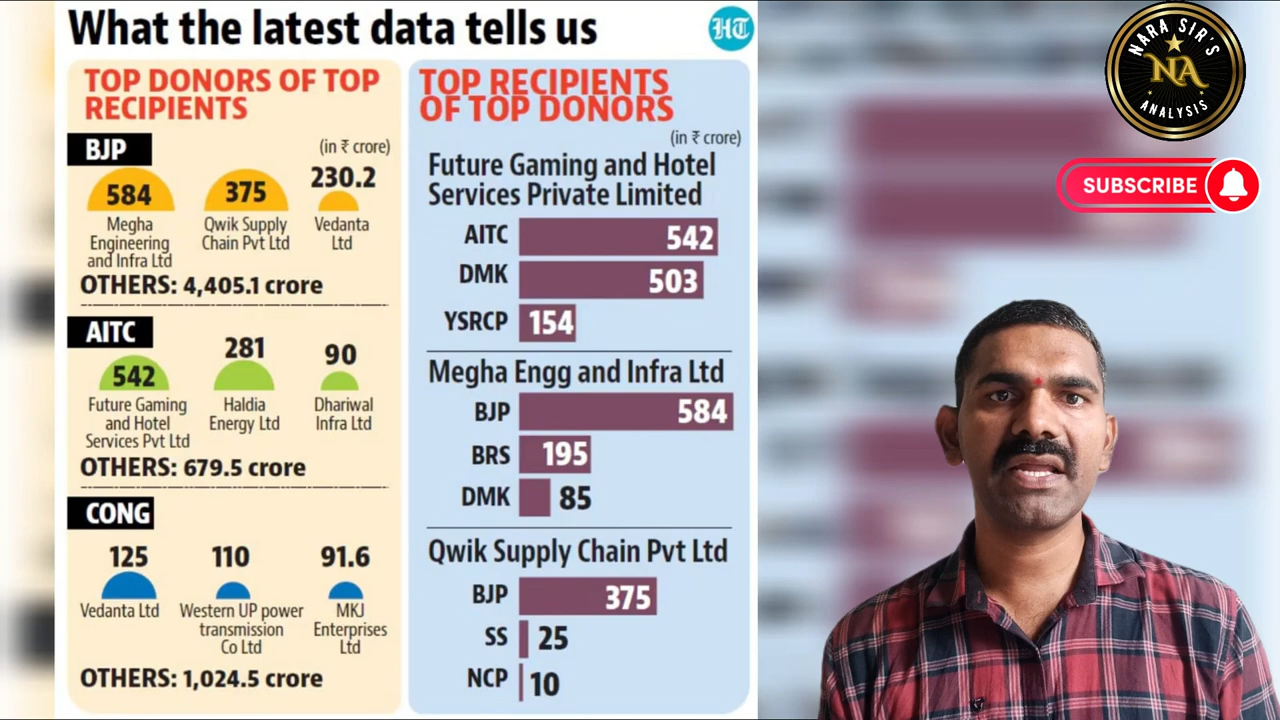 What the latest data tells us
HT
TOP DONORS OF TOP
RECIPIENTS
BJP
(in ₹ crore)
584
375
230.2
Megha
Engineering
and Infra Ltd
Qwik Supply
Chain Pvt Ltd
Vedanta
Ltd
OTHERS: 4,405.1 crore
AITC
542
281
90
Future Gaming
and Hotel
Services Pvt Ltd
Haldia
Energy Ltd
Dhariwal
Infra Ltd
OTHERS: 679.5 crore
CONG
125
110
91.6
Vedanta Ltd
Western UP power
transmission
Co Ltd
MKJ
Enterprises
Ltd
OTHERS: 1,024.5 crore
TOP RECIPIENTS
OF TOP DONORS
(in ₹ crore)
Future Gaming and Hotel
Services Private Limited
AITC 542
DMK 503
YSRCP 154
Megha Engg and Infra Ltd
BJP 584
BRS 195
DMK 85
Qwik Supply Chain Pvt Ltd
BJP 375
SS 25
NCP 10
NARA SIR'S
NA
ANALYSIS
SUBSCRIBE